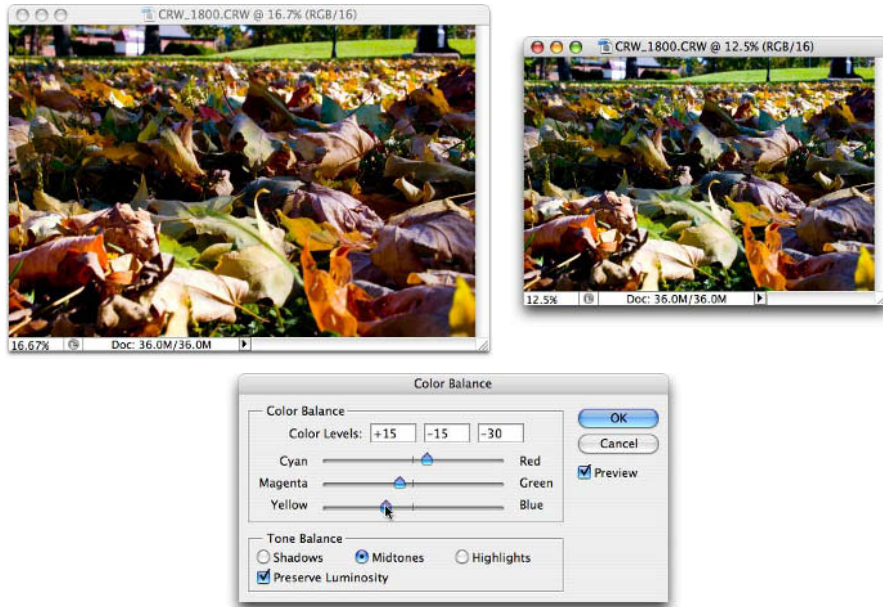 CRW_1800.CRW @ 16.7% (RGB/16)
CRW_1800.CRW @ 12.5% (RGB/16)
12.5% Doc: 36.0M/36.0M
16.67% Doc: 36.0M/36.0M
Color Balance
Color Balance
Color Levels: +15 -15 -30
Cyan Red
Magenta Green
Yellow Blue
OK
Cancel
Preview
Tone Balance
Shadows Midtones Highlights
Preserve Luminosity